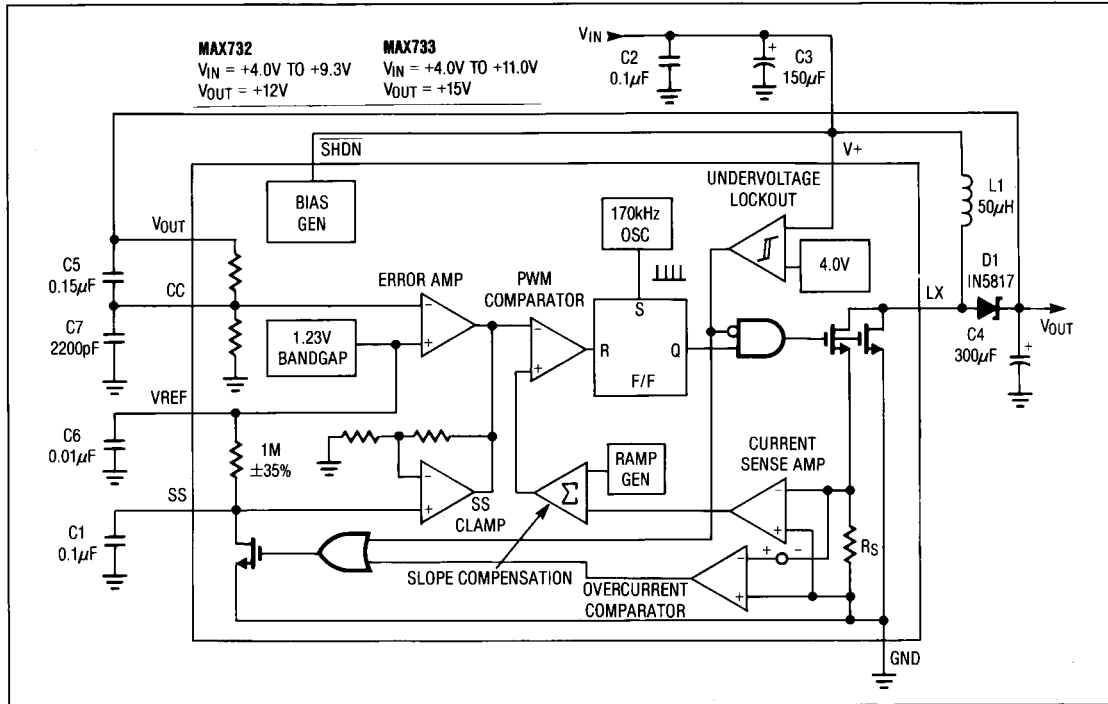 MAX732
VIN = +4.0V TO +9.3V
VOUT = +12V
MAX733
VIN = +4.0V TO +11.0V
VOUT = +15V
VIN
C2
0.1µF
+
C3
150µF
SHDN
V+
BIAS
GEN
UNDERVOLTAGE
LOCKOUT
L1
50µH
170kHz
OSC
4.0V
VOUT
C5
0.15µF
CC
C7
2200pF
ERROR AMP
PWM
COMPARATOR
-
+
-
+
1.23V
BANDGAP
S
R
Q
F/F
LX
D1
IN5817
VOUT
C4
300µF
+
VREF
C6
0.01µF
1M
±35%
SS
C1
0.1µF
-
+
SS
CLAMP
Σ
RAMP
GEN
CURRENT
SENSE AMP
-
+
RS
SLOPE COMPENSATION
OVERCURRENT
COMPARATOR
+
-
-
+
GND